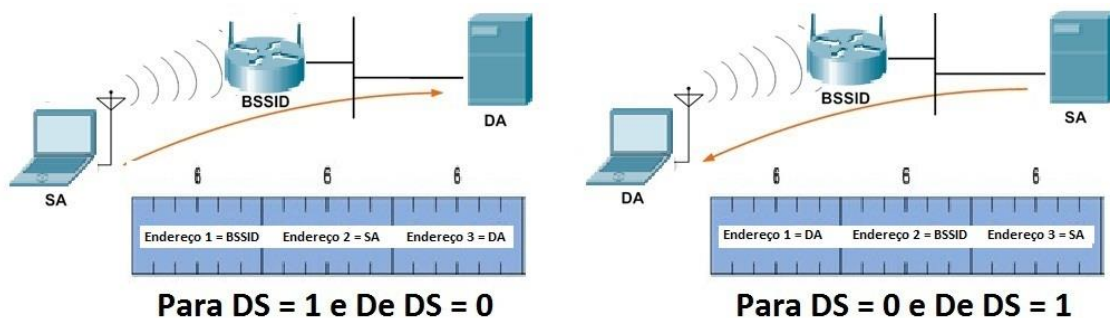 BSSID
DA
SA
6 6 6
Endereço 1 = BSSID Endereço 2 = SA Endereço 3 = DA
Para DS = 1 e De DS = 0
BSSID
SA
DA
6 6 6
Endereço 1 = DA Endereço 2 = BSSID Endereço 3 = SA
Para DS = 0 e De DS = 1